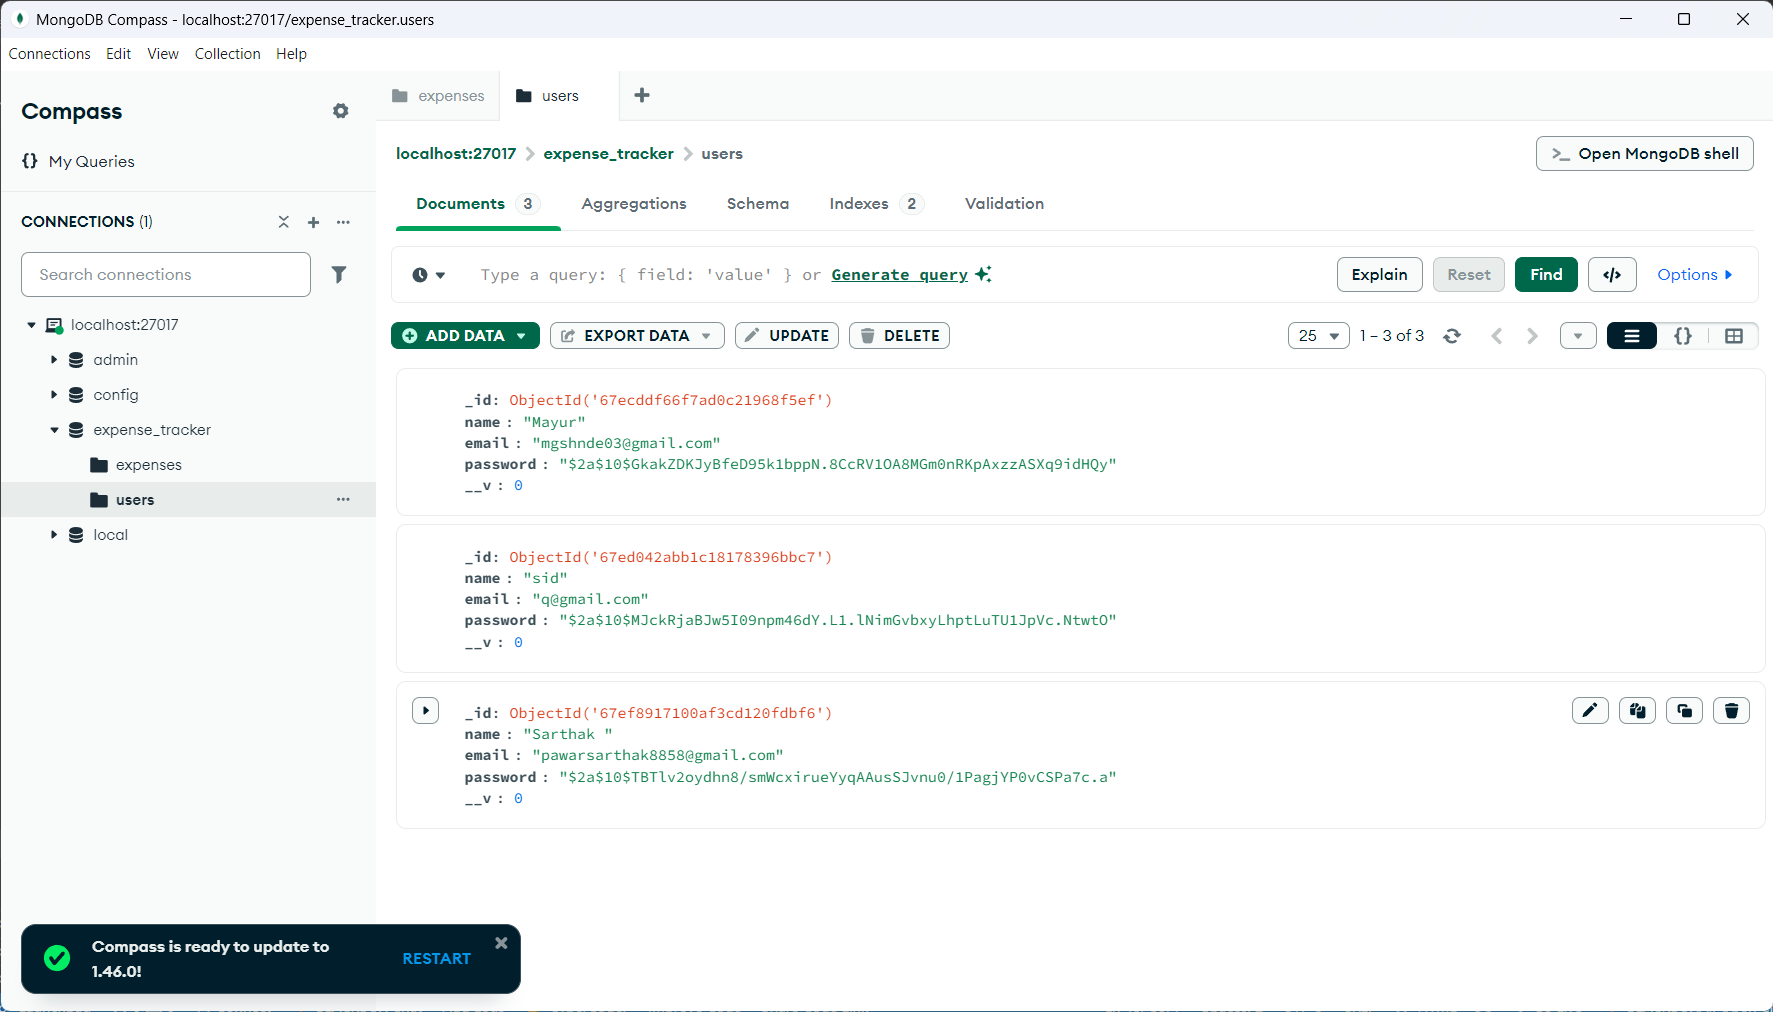 MongoDB Compass - localhost:27017/expense_tracker.users
Connections Edit View Collection Help
Compass
{} My Queries
CONNECTIONS (1)
Search connections
localhost:27017
admin
config
expense_tracker
expenses
users
local
expenses users
localhost:27017 > expense_tracker > users
>_ Open MongoDB shell
Documents 3 Aggregations Schema Indexes 2 Validation
Type a query: { field: 'value' } or Generate query
Explain Reset Find </> Options
ADD DATA EXPORT DATA UPDATE DELETE
25 1 – 3 of 3 {}
_id: ObjectId('67ecddf66f7ad0c21968f5ef')
name : "Mayur"
email : "mgshnde03@gmail.com"
password : "$2a$10$GkakZDKJyBfeD95k1bppN.8CcRV1OA8MGm0nRKpAxzzASXq9idHQy"
__v : 0
_id: ObjectId('67ed042abb1c18178396bbc7')
name : "sid"
email : "q@gmail.com"
password : "$2a$10$MJckRjaBJw5I09npm46dY.L1.lNimGvbxyLhptLuTU1JpVc.NtwtO"
__v : 0
_id: ObjectId('67ef8917100af3cd120fdbf6')
name : "Sarthak "
email : "pawarsarthak8858@gmail.com"
password : "$2a$10$TBTlv2oydhn8/smWcxirueYyqAAusSJvnu0/1PagjYP0vCSPa7c.a"
__v : 0
Compass is ready to update to
1.46.0!
RESTART